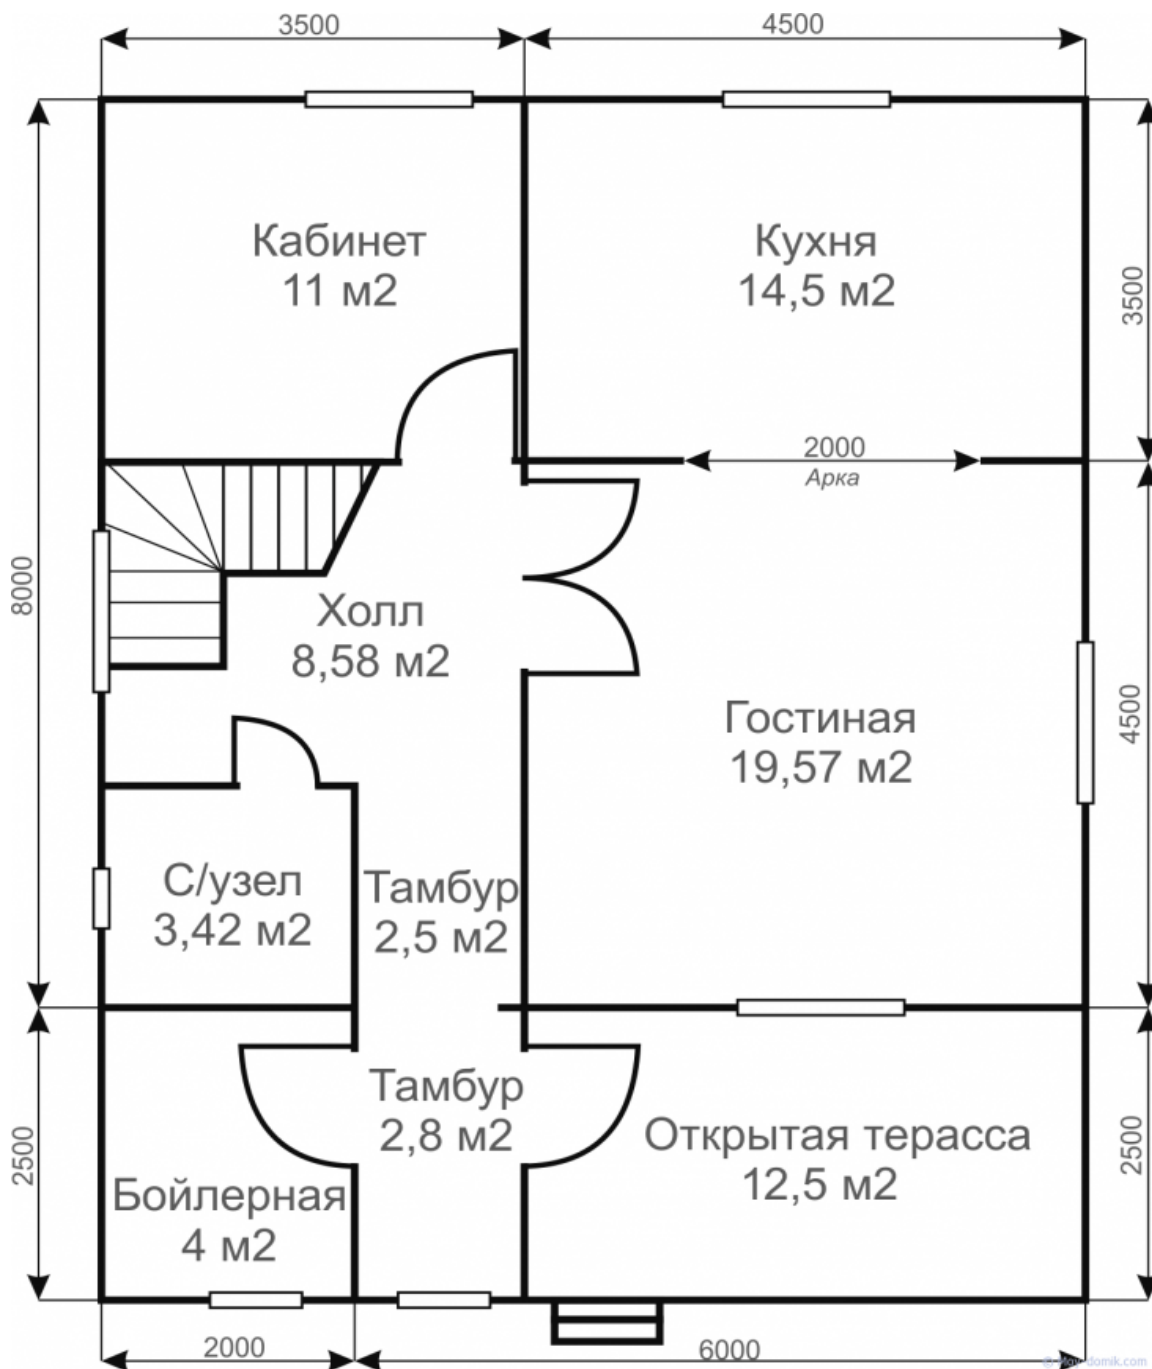 3500
4500
Кабинет
11 м2
Кухня
14,5 м2
3500
2000
Арка
8000
Холл
8,58 м2
Гостиная
19,57 м2
4500
С/узел
3,42 м2
Тамбур
2,5 м2
Тамбур
2,8 м2
Открытая терасса
12,5 м2
2500
2500
Бойлерная
4 м2
2000
6000